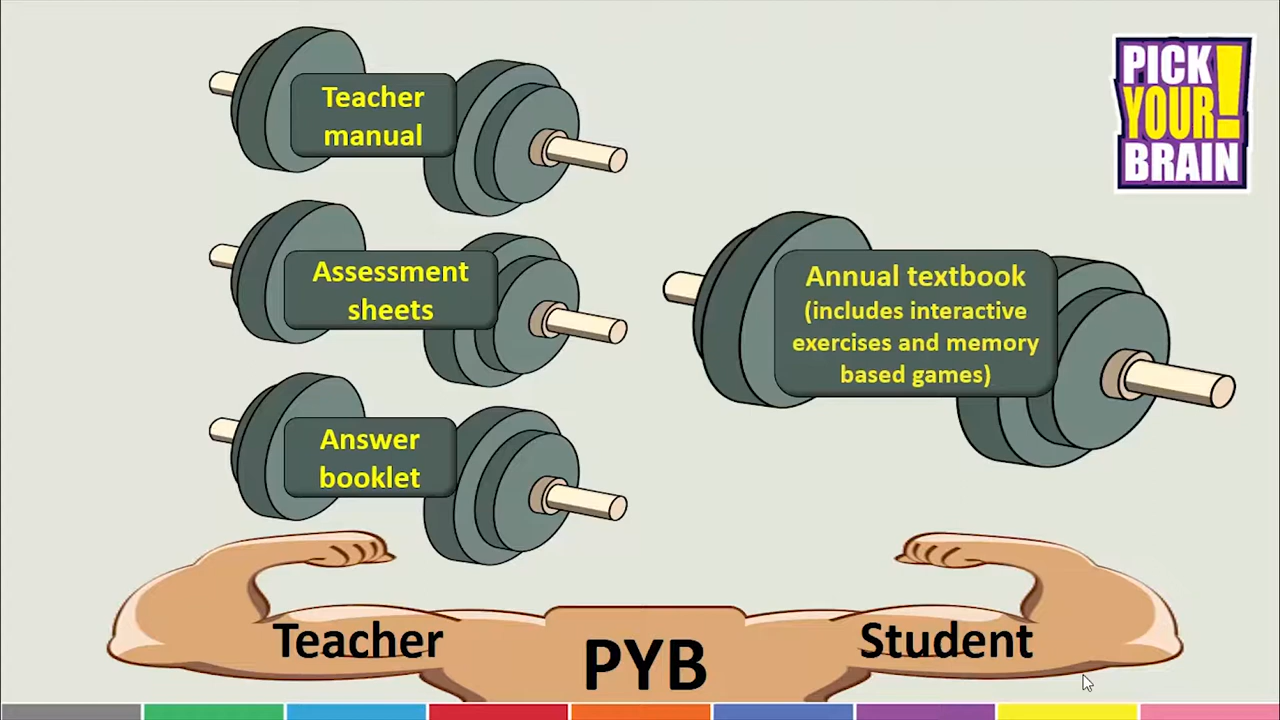 Teacher
manual
Assessment
sheets
Answer
booklet
PICK
YOUR!
BRAIN
Annual textbook
(includes interactive
exercises and memory
based games)
Teacher
PYB
Student